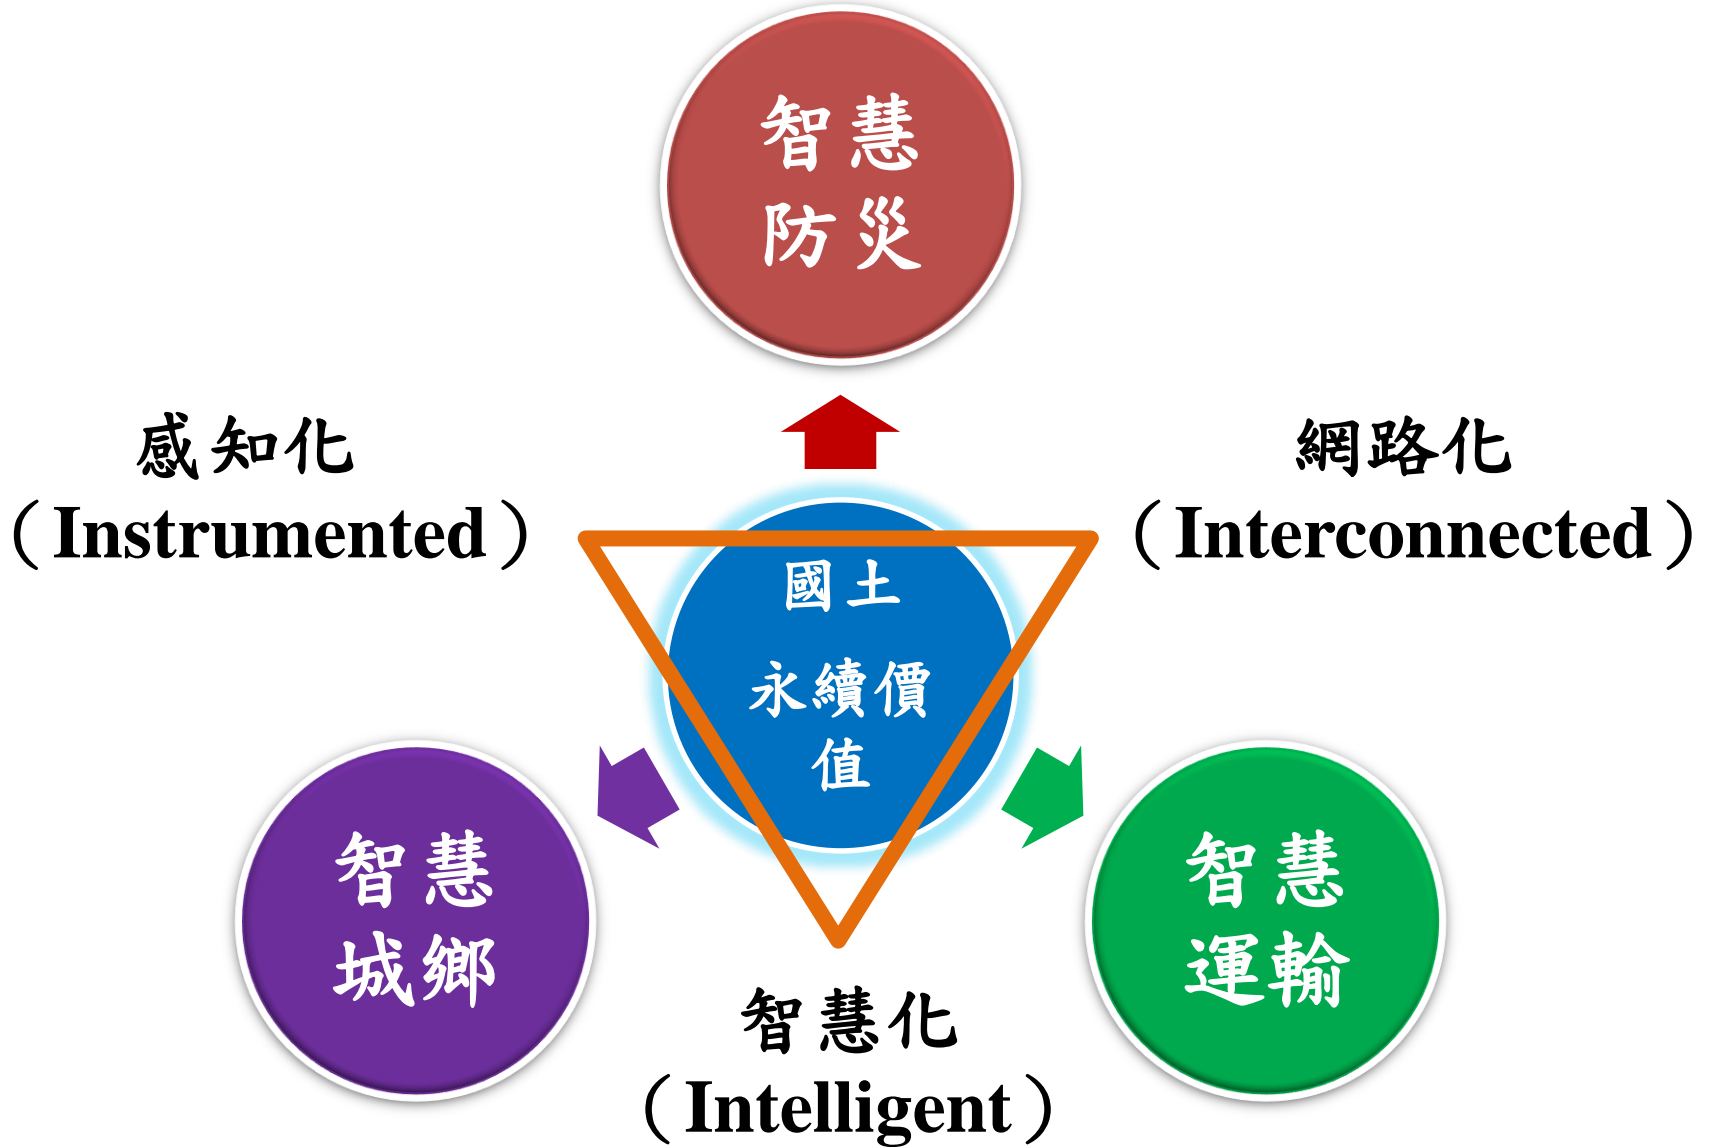 智慧
防災
感知化
（Instrumented）
網路化
（Interconnected）
國土
永續價
值
智慧
城鄉
智慧
運輸
智慧化
（Intelligent）